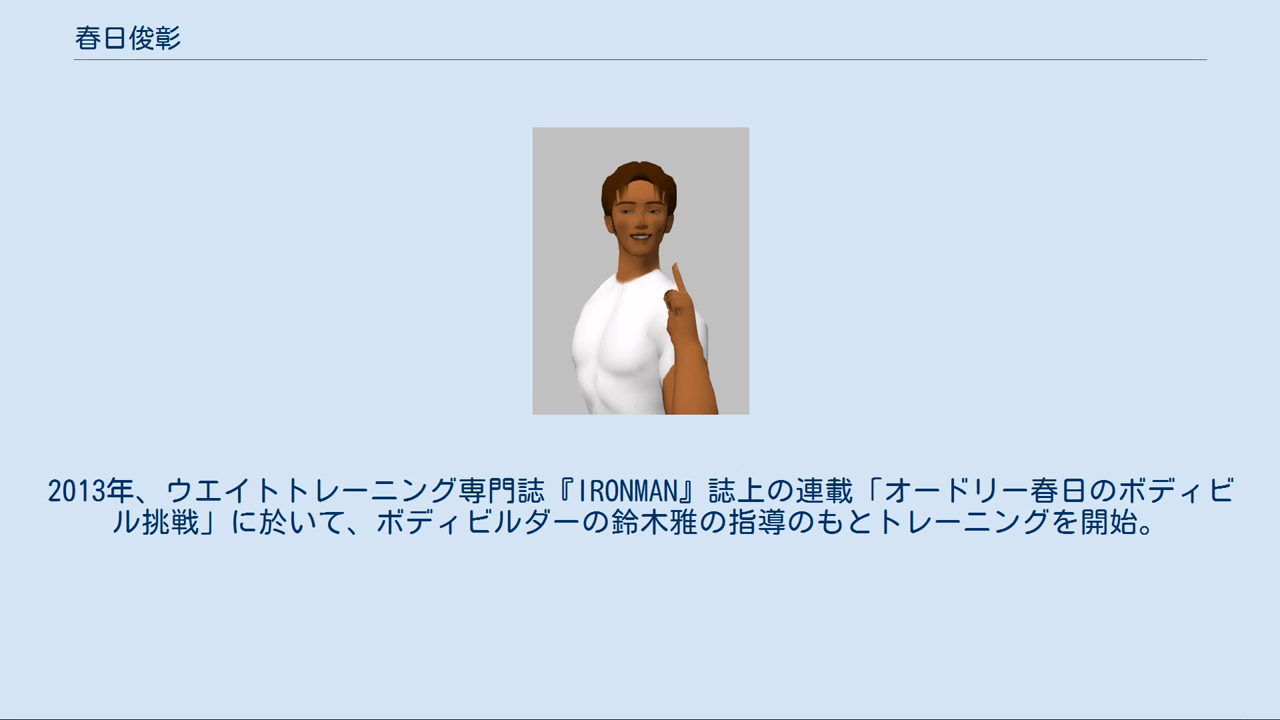 春日俊彰
2013年、ウエイトトレーニング専門誌『IRONMAN』誌上の連載「オードリー春日のボディビ
ル挑戦」に於いて、ボディビルダーの鈴木雅の指導のもとトレーニングを開始。